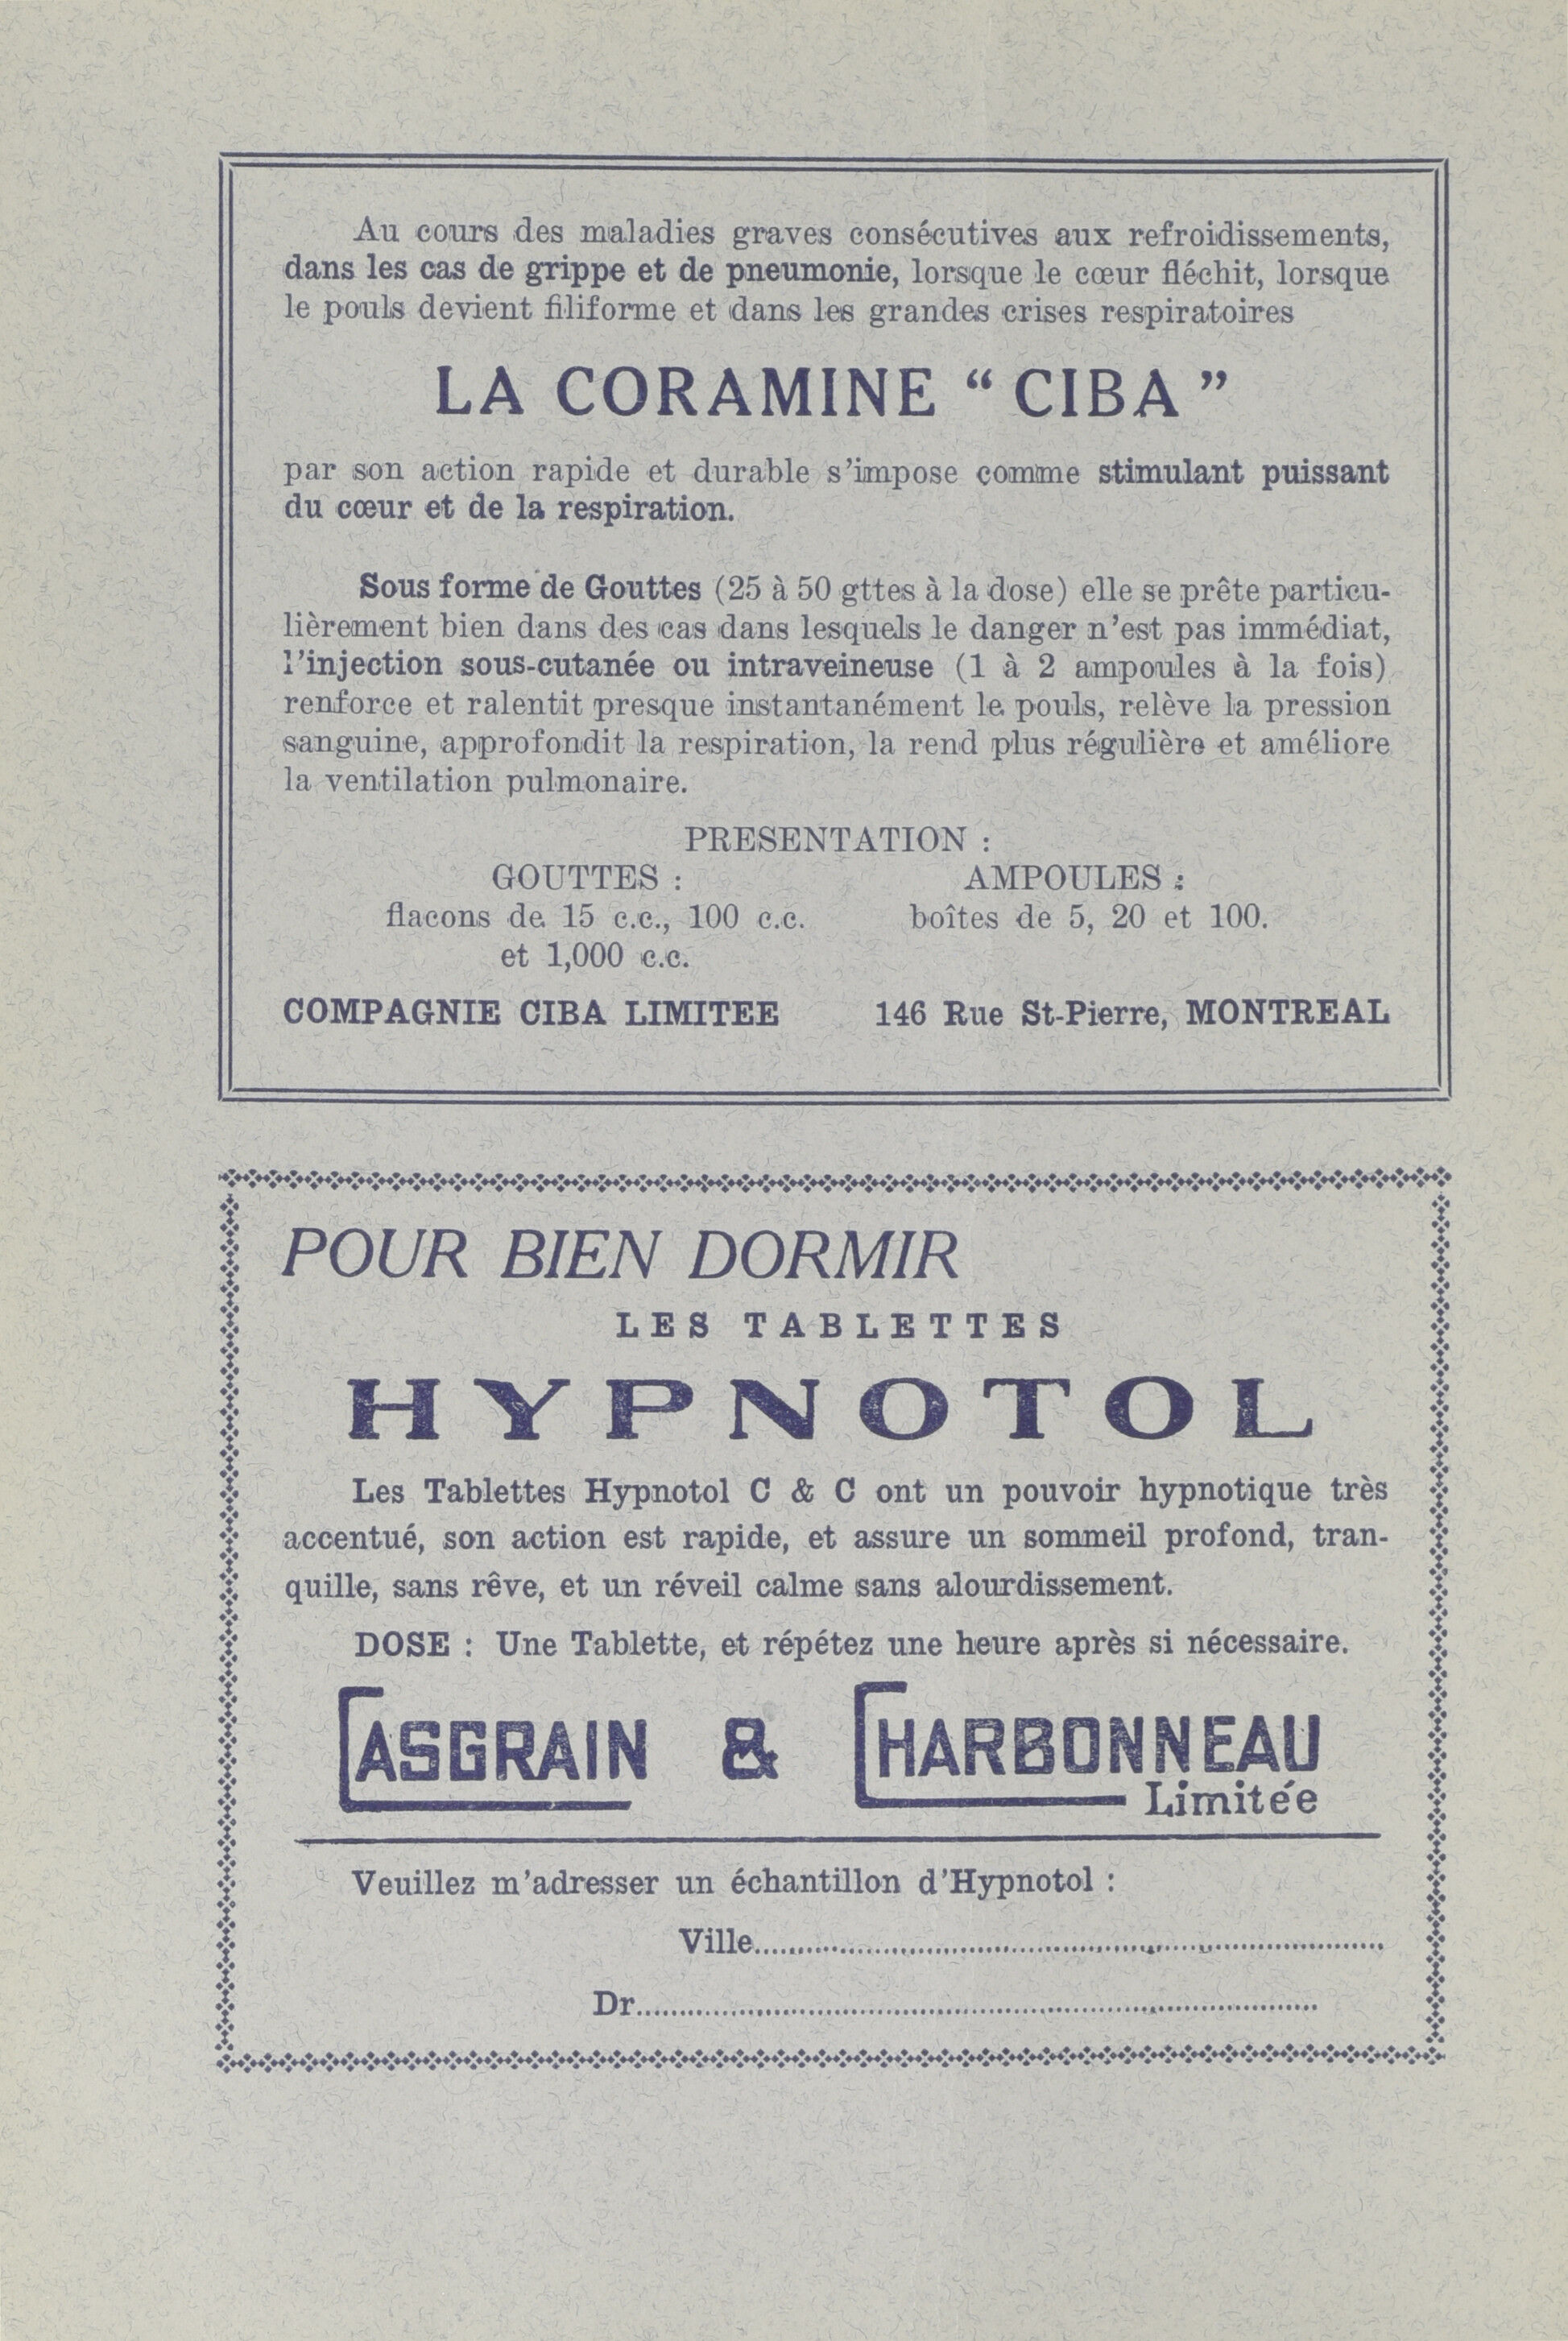 Au cours des maladies graves consécutives aux refroidissements,
dans les cas de grippe et de pneumonie, lorsque le cœur fléchit, lorsque
le pouls devient filiforme et dans les grandes crises respiratoires
LA CORAMINE “ CIBA ”
par son action rapide et durable s’impose comme stimulant puissant
du cœur et de la respiration.
Sous forme de Gouttes (25 à 50 gttes à la dose) elle se prête particu-
lièrement bien dans des cas dans lesquels le danger n’est pas immédiat,
l’injection sous-cutanée ou intraveineuse (1 à 2 ampoules à la fois)
renforce et ralentit presque instantanément le pouls, relève la pression
sanguine, approfondit la respiration, la rend plus régulière et améliore
la ventilation pulmonaire.
PRESENTATION :
GOUTTES :
flacons de 15 c.c., 100 c.c.
et 1,000 c.c.
AMPOULES :
boîtes de 5, 20 et 100.
COMPAGNIE CIBA LIMITEE 146 Rue St-Pierre, MONTREAL
POUR BIEN DORMIR
LES TABLETTES
HYPNOTOL
Les Tablettes Hypnotol C & C ont un pouvoir hypnotique très
accentué, son action est rapide, et assure un sommeil profond, tran-
quille, sans rêve, et un réveil calme sans alourdissement.
DOSE : Une Tablette, et répétez une heure après si nécessaire.
CASGRAIN & CHARBONNEAU
Limitée
Veuillez m’adresser un échantillon d’Hypnotol :
Ville
Dr